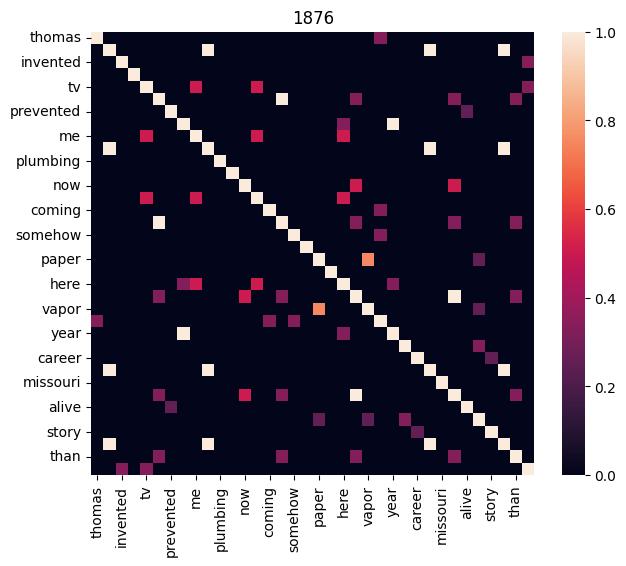 1876
thomas
invented
tv
prevented
me
plumbing
now
coming
somehow
paper
here
vapor
year
career
missouri
alive
story
than
1.0
0.8
0.6
0.4
0.2
0.0
thomas
invented
tv
prevented
me
plumbing
now
coming
somehow
paper
here
vapor
year
career
missouri
alive
story
than